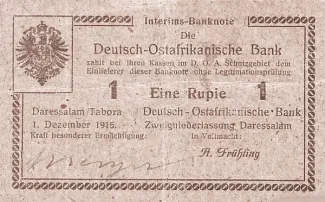 Interims-Banknote
Die
Deutsch-Ostafrikanische Bank
zahlt bei ihren Kassen im D. O. A. Schutzgebiet dem
Einlieferer dieser Banknote ohne Legitimationsprüfung
1 Eine Rupie 1
Daressalam/Tabora Deutsch-Ostafrikanische Bank
1. Dezember 1915. Zweigniederlassung Daressalam
Kraft besonderer Ermächtigung: In Vollmacht:
A. Frühling